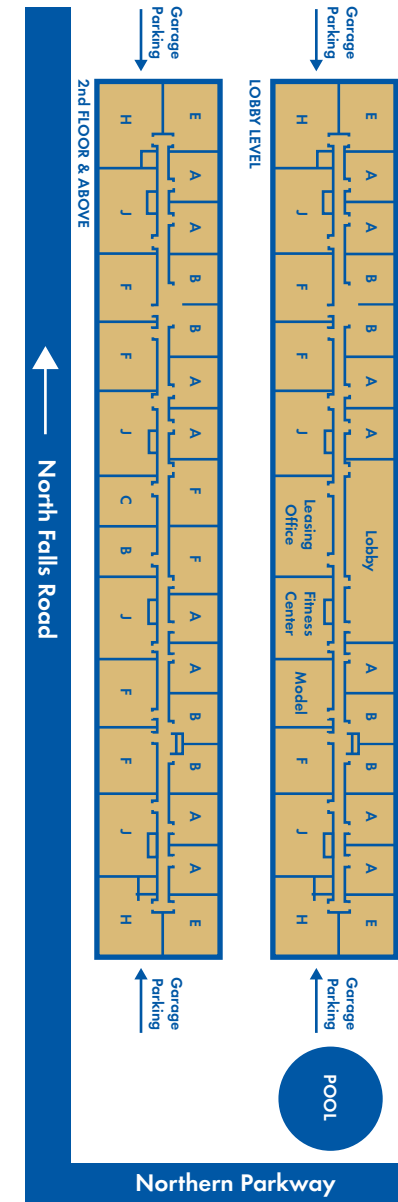 Garage
Parking
Garage
Parking
2nd FLOOR & ABOVE
H
E
J
A
A
F
B
F
B
A
J
A
C
F
B
F
J
A
A
F
B
F
B
J
A
A
H
E
LOBBY LEVEL
H
E
J
A
A
F
B
F
B
A
J
A
Leasing
Office
Lobby
Fitness
Center
A
Model
B
F
B
J
A
A
H
E
Garage
Parking
Garage
Parking
North Falls Road
POOL
Northern Parkway